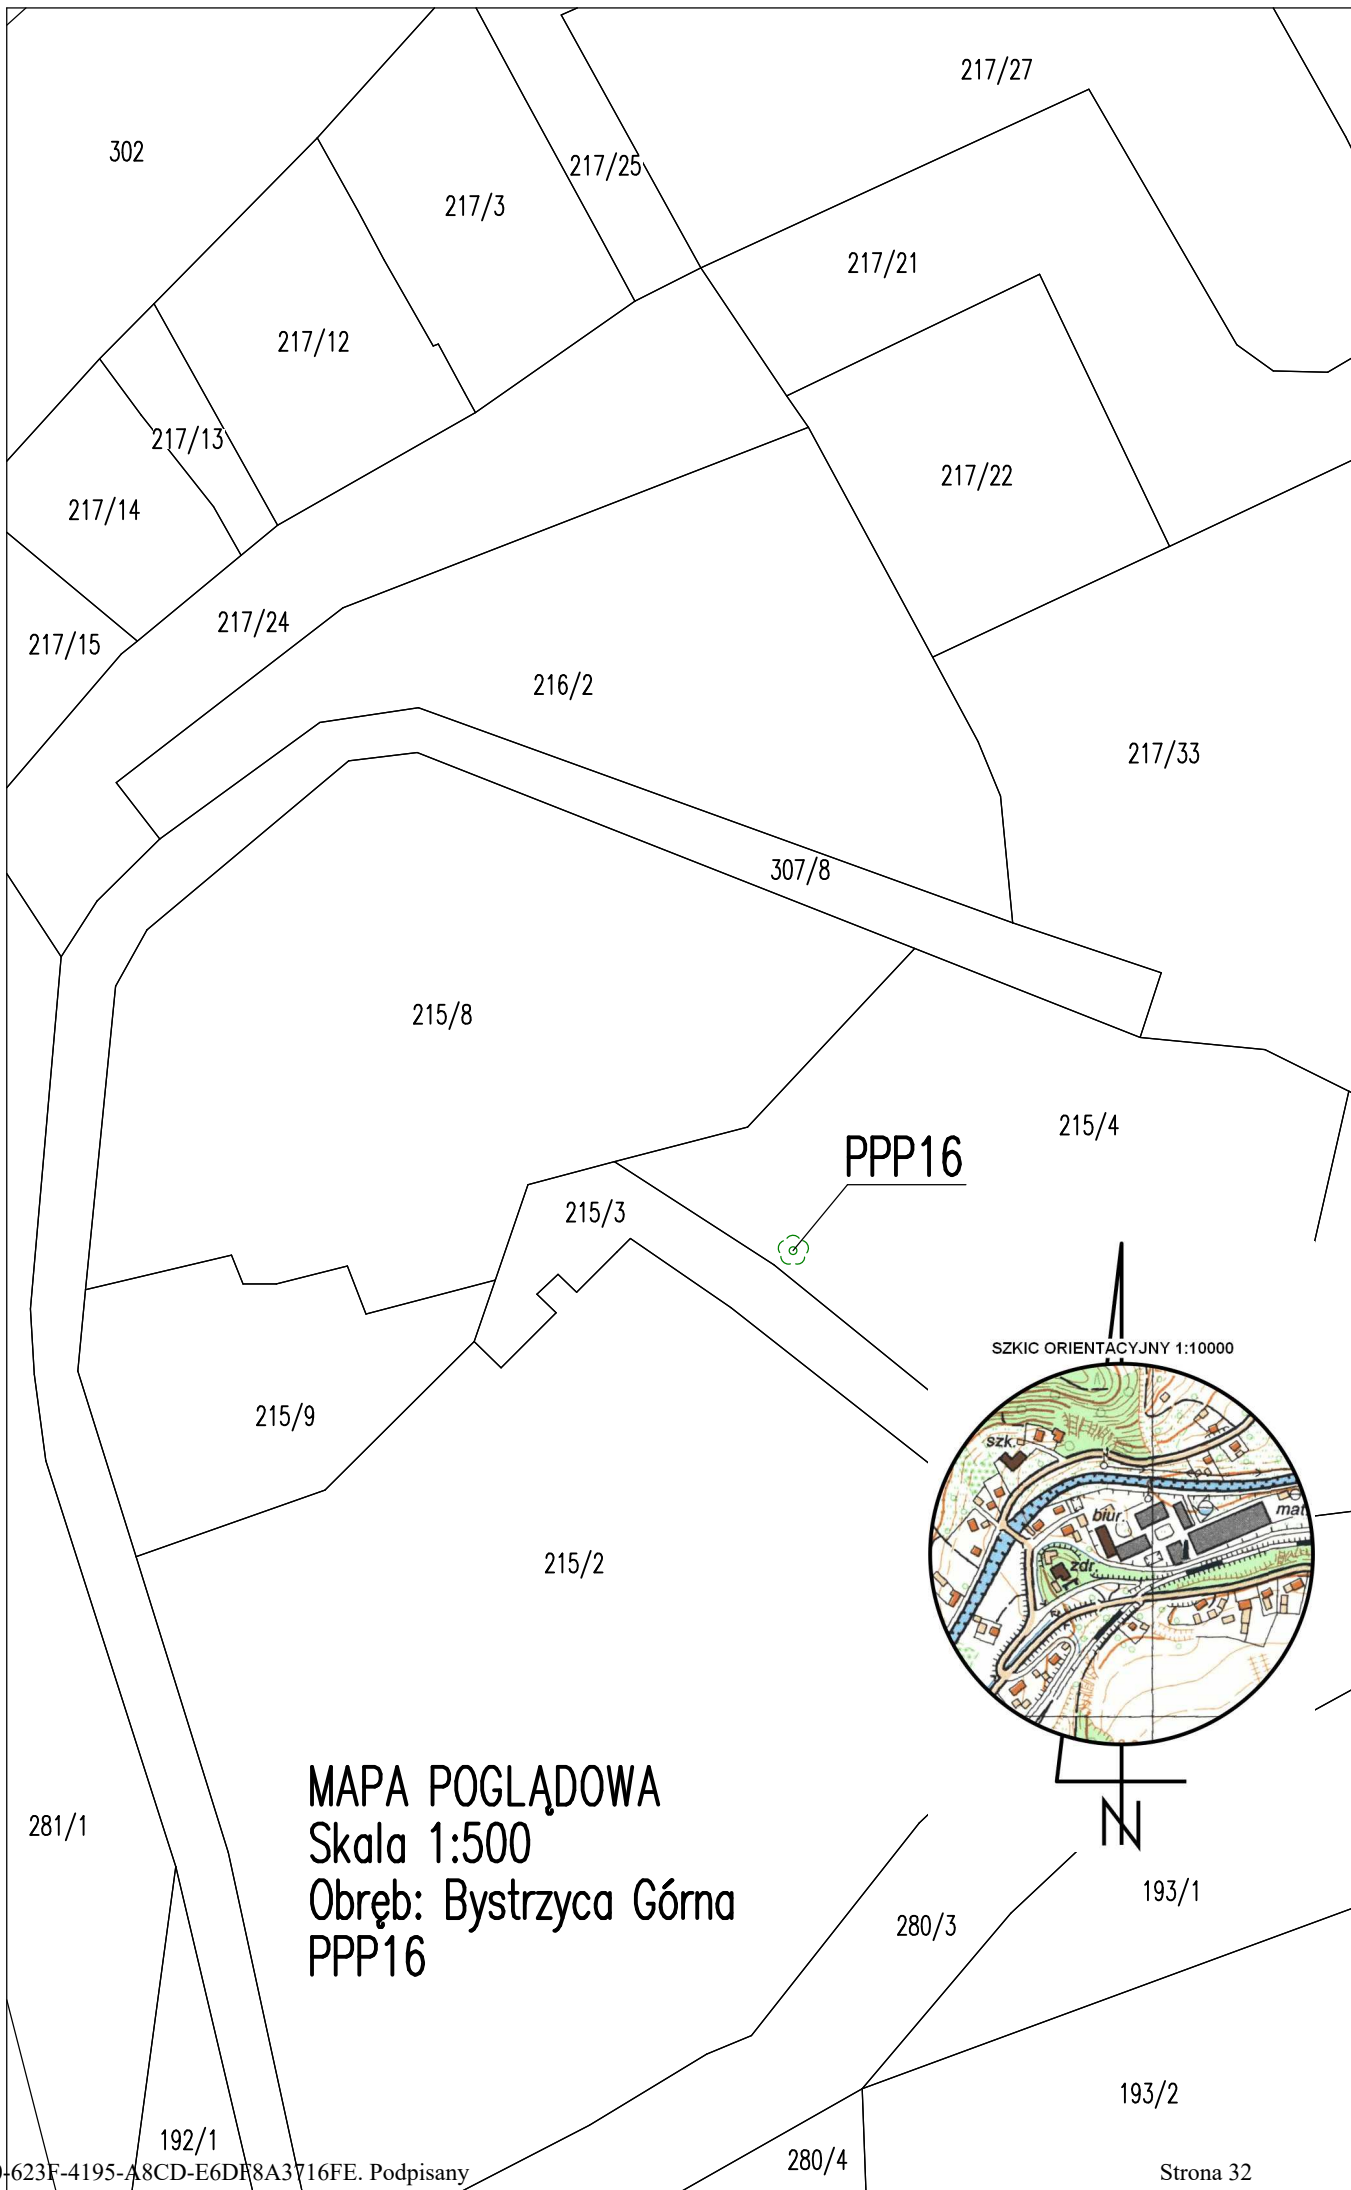 217/27
302
217/25
217/3
217/21
217/12
217/13
217/22
217/14
217/24
217/15
216/2
217/33
307/8
215/8
215/4
PPP16
215/3
SZKIC ORIENTACYJNY 1:10000
215/9
szk.
biur.
mat.
zdr.
215/2
MAPA POGLĄDOWA
Skala 1:500
Obręb: Bystrzyca Górna
PPP16
N
281/1
193/1
280/3
193/2
192/1
280/4
-623F-4195-A8CD-E6DF8A3716FE. Podpisany
Strona 32